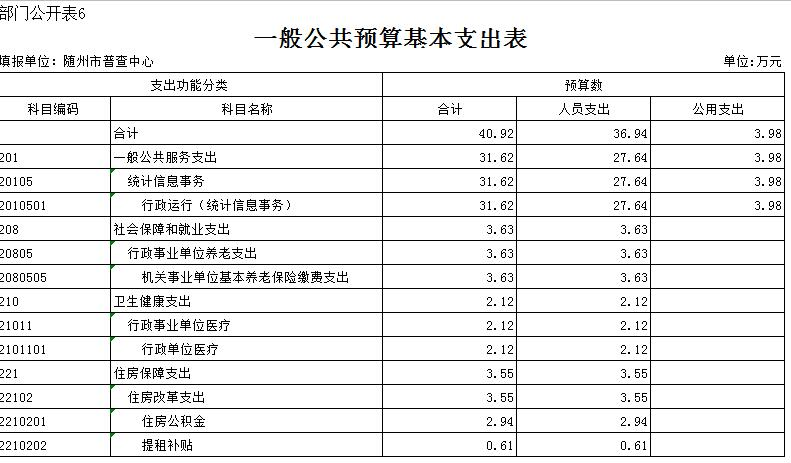 部门公开表6
一般公共预算基本支出表
填报单位：随州市普查中心 单位:万元
支出功能分类 预算数
科目编码 科目名称 合计 人员支出 公用支出
合计 40.92 36.94 3.98
201 一般公共服务支出 31.62 27.64 3.98
20105 统计信息事务 31.62 27.64 3.98
2010501 行政运行（统计信息事务） 31.62 27.64 3.98
208 社会保障和就业支出 3.63 3.63
20805 行政事业单位养老支出 3.63 3.63
2080505 机关事业单位基本养老保险缴费支出 3.63 3.63
210 卫生健康支出 2.12 2.12
21011 行政事业单位医疗 2.12 2.12
2101101 行政单位医疗 2.12 2.12
221 住房保障支出 3.55 3.55
22102 住房改革支出 3.55 3.55
2210201 住房公积金 2.94 2.94
2210202 提租补贴 0.61 0.61